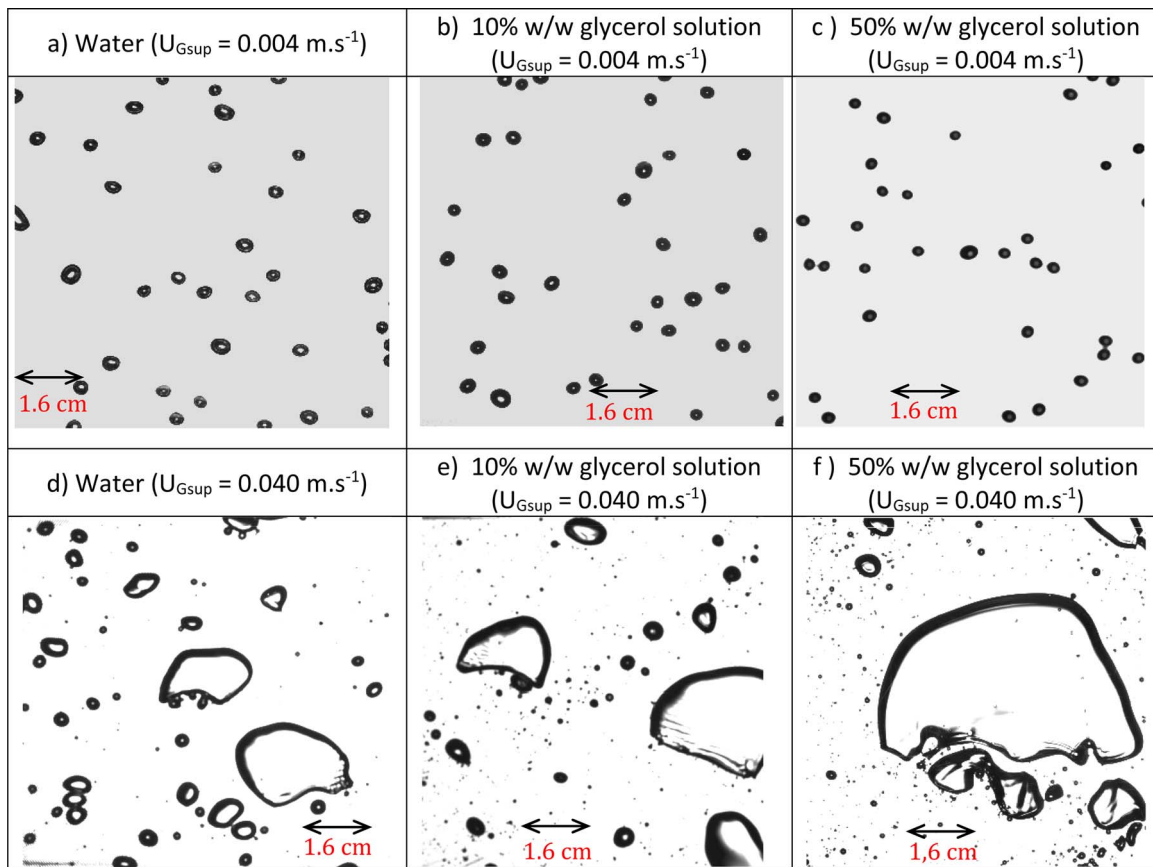 a) Water (UGsup = 0.004 m.s-1)
b) 10% w/w glycerol solution
(UGsup = 0.004 m.s-1)
c) 50% w/w glycerol solution
(UGsup = 0.004 m.s-1)
1.6 cm
1.6 cm
1.6 cm
d) Water (UGsup = 0.040 m.s-1)
e) 10% w/w glycerol solution
(UGsup = 0.040 m.s-1)
f ) 50% w/w glycerol solution
(UGsup = 0.040 m.s-1)
1.6 cm
1.6 cm
1,6 cm